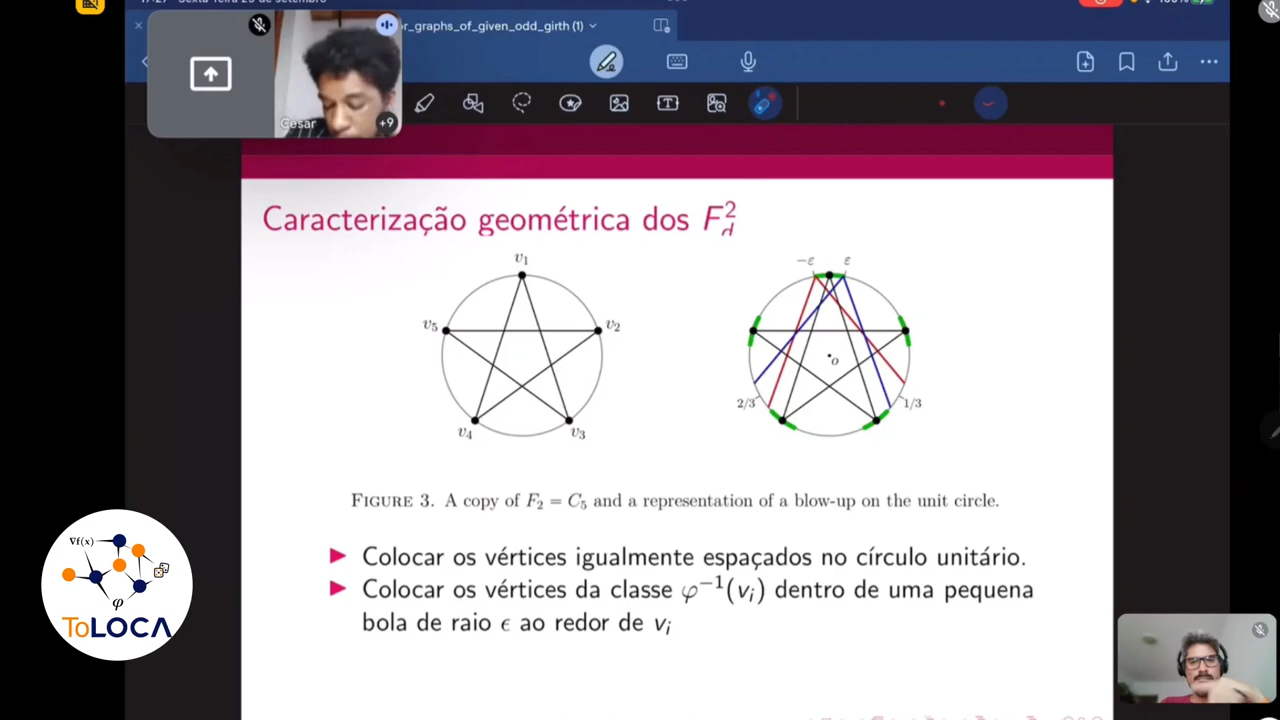 r_graphs_of_given_odd_girth (1)
Cesar
+9
Caracterização geométrica dos F_d^2
v1
v5
v2
v4
v3
−ε ε
o
2/3
1/3
FIGURE 3. A copy of F2 = C5 and a representation of a blow-up on the unit circle.
Colocar os vértices igualmente espaçados no círculo unitário.
Colocar os vértices da classe φ−1(vi) dentro de uma pequena
bola de raio ϵ ao redor de vi
∇f(x)
φ
ToLOCA